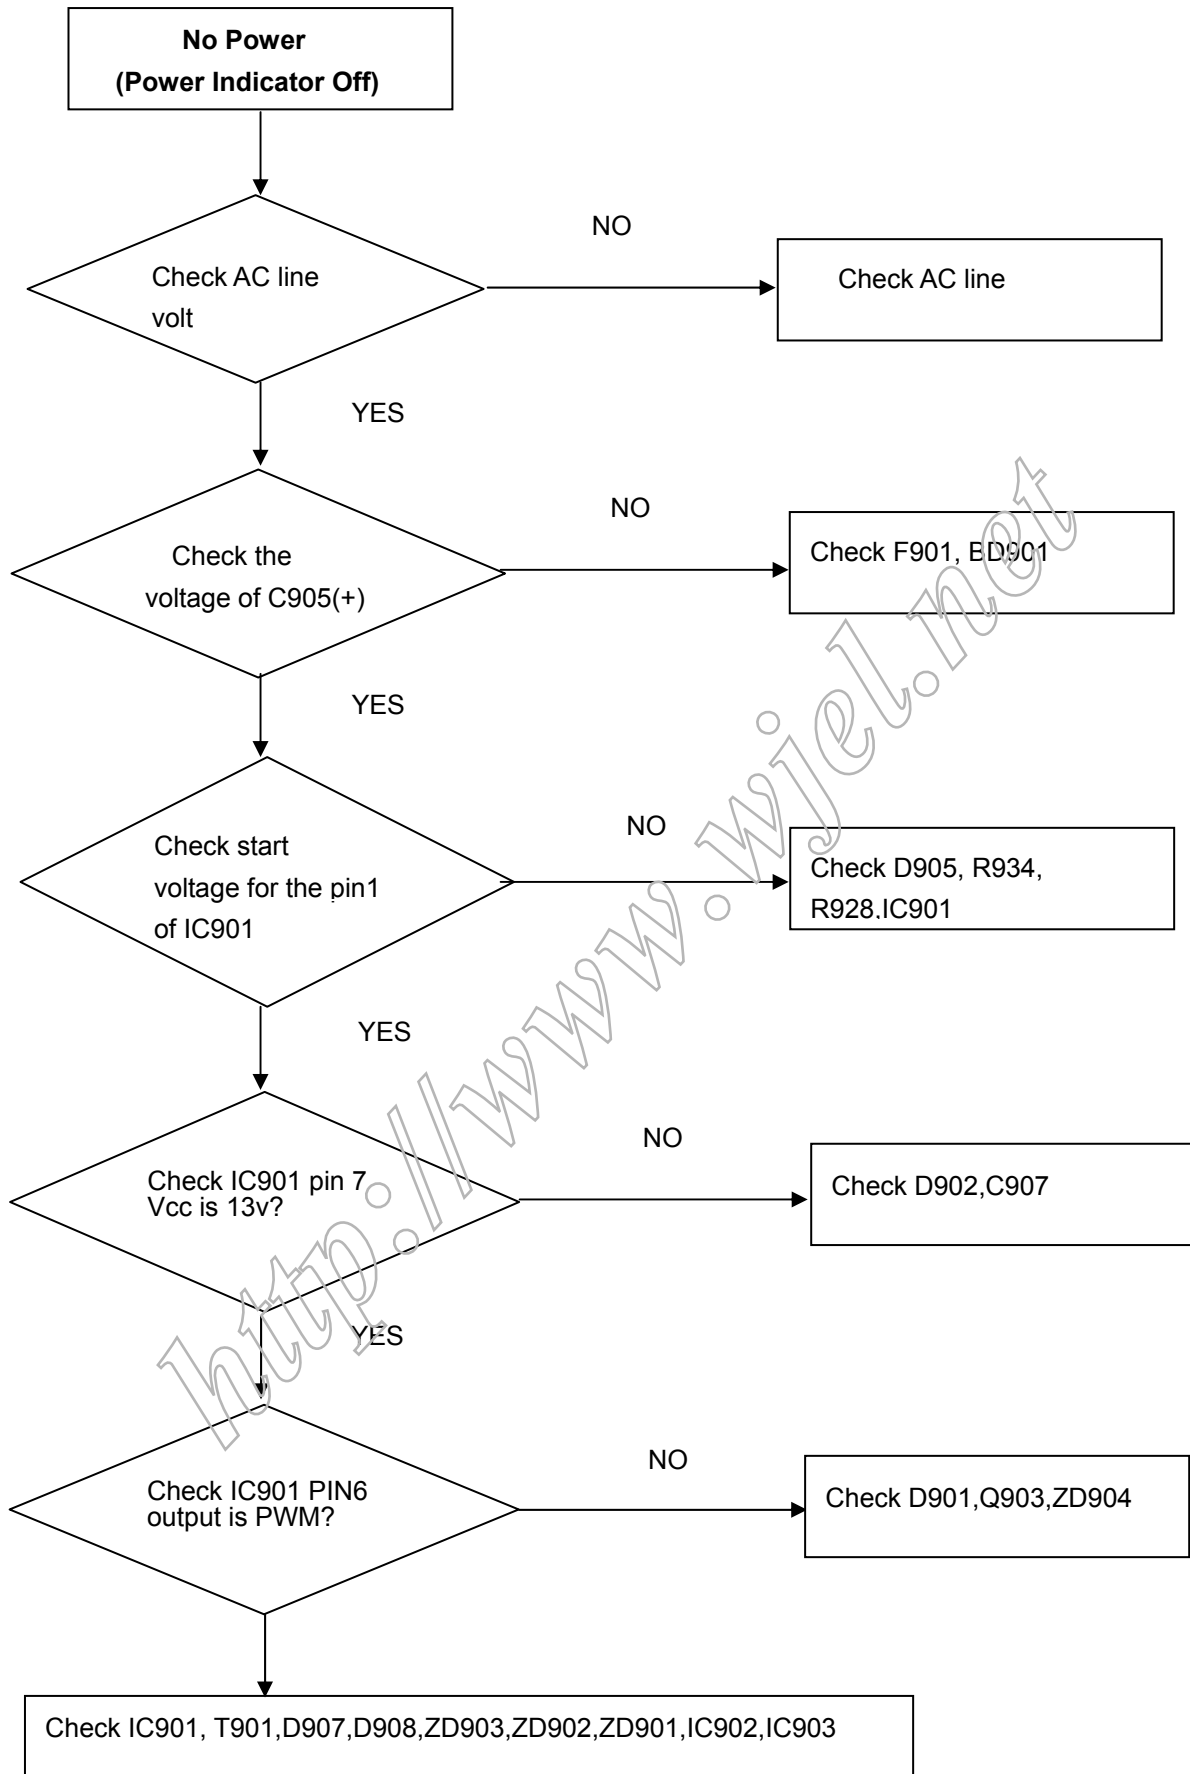 No Power
(Power Indicator Off)
NO
Check AC line
volt
Check AC line
YES
NO
Check the
voltage of C905(+)
Check F901, BD901
YES
NO
Check start
voltage for the pin1
of IC901
Check D905, R934,
R928,IC901
YES
NO
Check IC901 pin 7
Vcc is 13v?
Check D902,C907
YES
NO
Check IC901 PIN6
output is PWM?
Check D901,Q903,ZD904
Check IC901, T901,D907,D908,ZD903,ZD902,ZD901,IC902,IC903
http://www.wjel.net